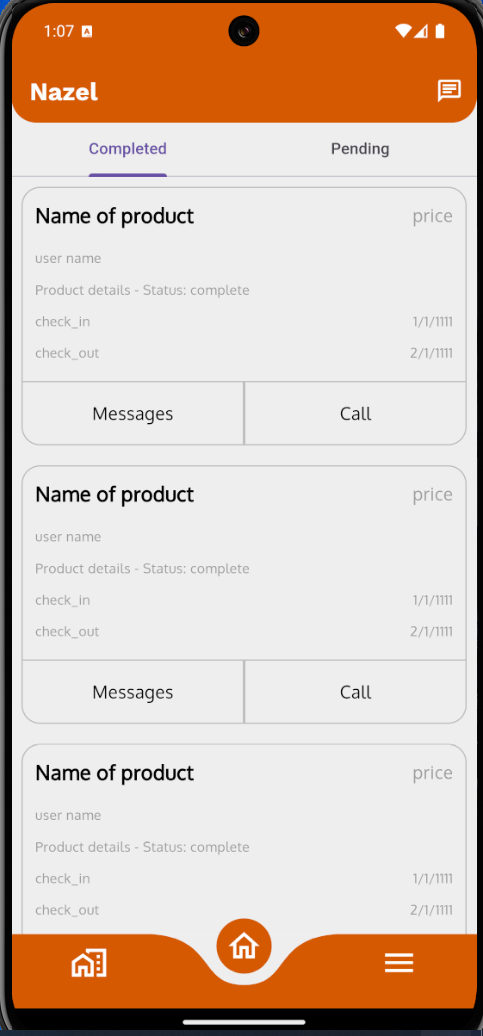 1:07
Nazel
Completed
Pending
Name of product
price
user name
Product details - Status: complete
check_in
1/1/1111
check_out
2/1/1111
Messages
Call
Name of product
price
user name
Product details - Status: complete
check_in
1/1/1111
check_out
2/1/1111
Messages
Call
Name of product
price
user name
Product details - Status: complete
check_in
1/1/1111
check_out
2/1/1111